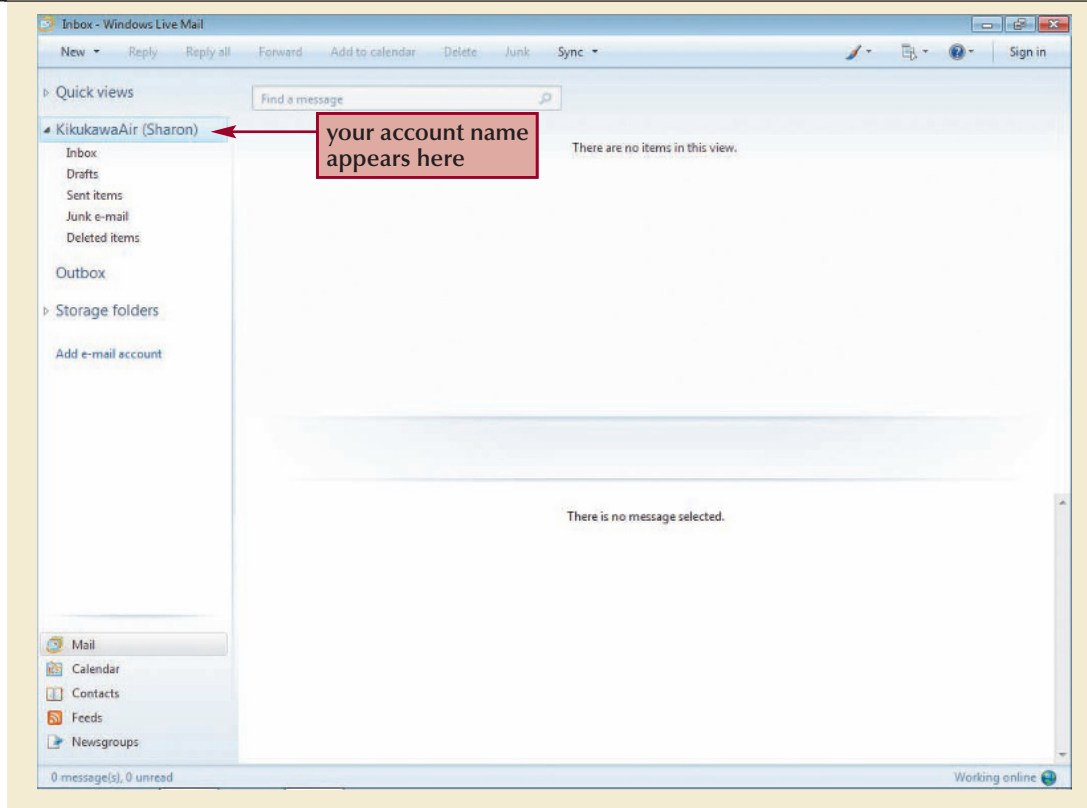 Inbox - Windows Live Mail
New Reply Reply all Forward Add to calendar Delete Junk Sync Sign in
Quick views
Find a message
KikukawaAir (Sharon)
your account name
appears here
There are no items in this view.
Inbox
Drafts
Sent items
Junk e-mail
Deleted items
Outbox
Storage folders
Add e-mail account
There is no message selected.
Mail
Calendar
Contacts
Feeds
Newsgroups
0 message(s), 0 unread
Working online